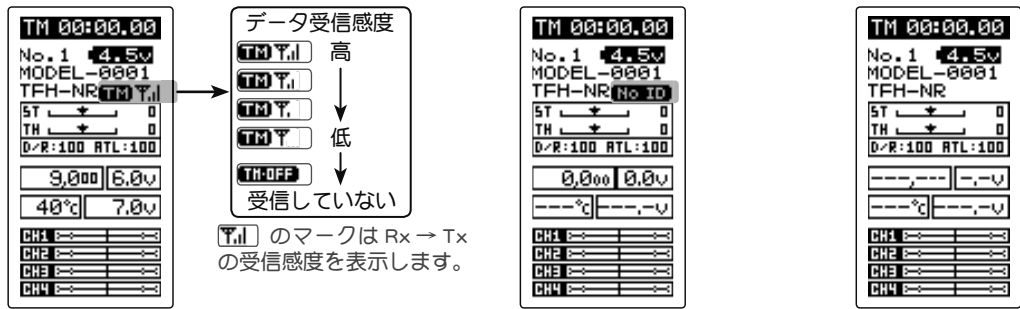 TM 00:00.00
No.1 4.5v
MODEL-0001
TFH-NR TM
ST 0
TH 0
D/R:100 ATL:100
9,000 6.0v
40℃ 7.0v
CH1
CH2
CH3
CH4
データ受信感度
TM 高
TM
TM
TM 低
TM:OFF
受信していない
のマークは Rx → Tx
の受信感度を表示します。
TM 00:00.00
No.1 4.5v
MODEL-0001
TFH-NR No ID
ST 0
TH 0
D/R:100 ATL:100
0,000 0.0v
---℃ ---.-v
CH1
CH2
CH3
CH4
TM 00:00.00
No.1 4.5v
MODEL-0001
TFH-NR
ST 0
TH 0
D/R:100 ATL:100
---,--- -.-v
---℃ ---.-v
CH1
CH2
CH3
CH4